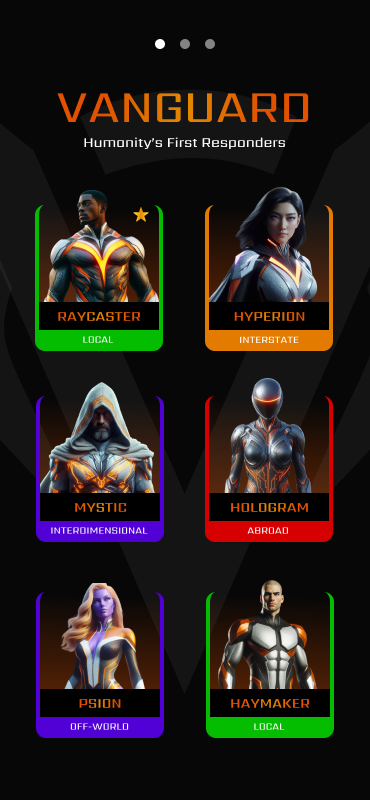 VANGUARD
Humanity's First Responders
RAYCASTER
LOCAL
HYPERION
INTERSTATE
MYSTIC
INTERDIMENSIONAL
HOLOGRAM
ABROAD
PSION
OFF-WORLD
HAYMAKER
LOCAL